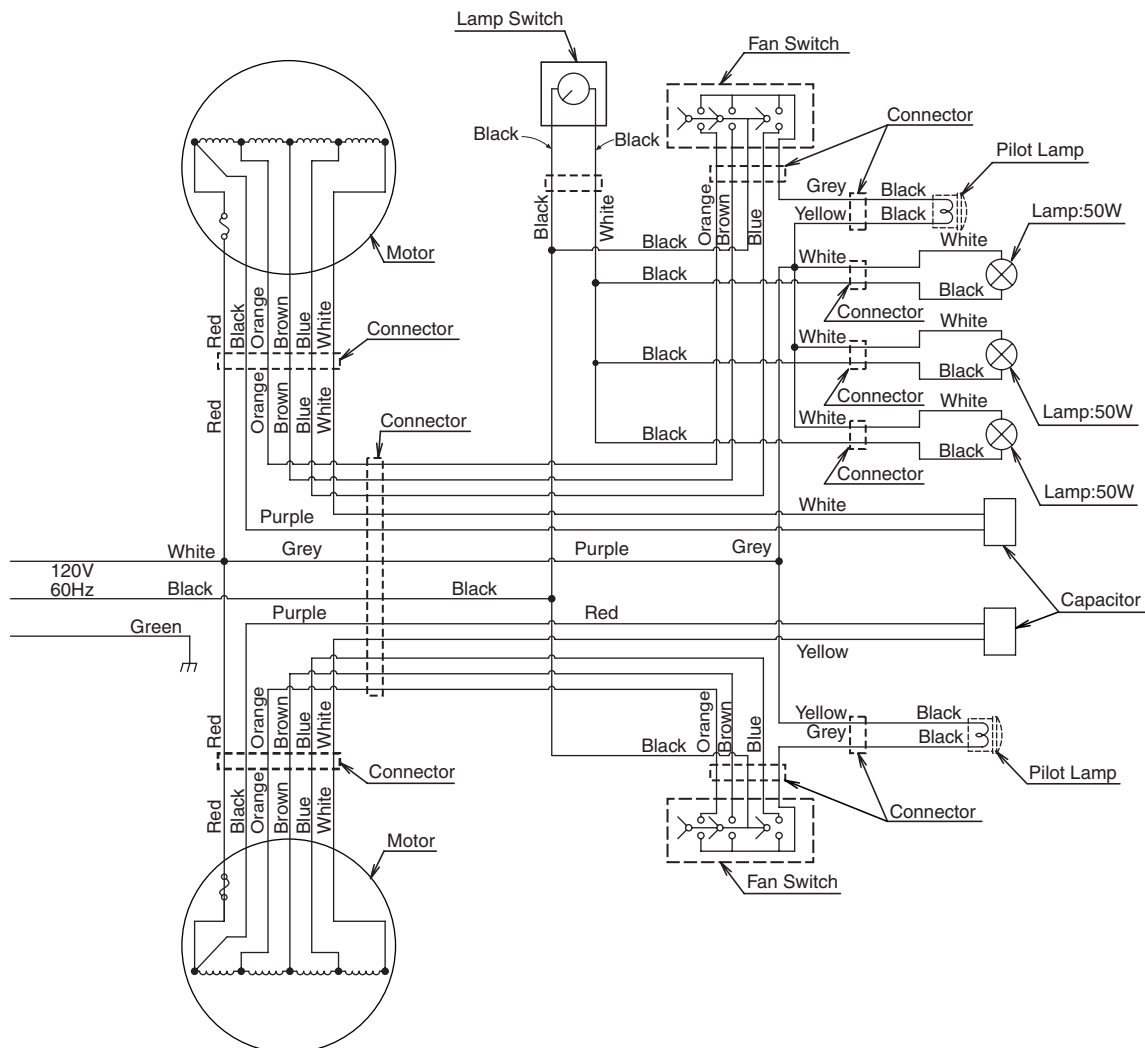 Lamp Switch
Fan Switch
Connector
Pilot Lamp
Black
Black
Grey
Black
Yellow
Black
Lamp:50W
Orange
Brown
Blue
Black
White
Black
White
White
Motor
Black
Black
Connector
Red
Black
Orange
Brown
Blue
White
Connector
White
White
Black
Black
Connector
Lamp:50W
Red
Orange
Brown
Blue
White
Connector
White
White
Black
Black
Connector
Lamp:50W
White
Purple
White
Grey
Purple
Grey
120V
60Hz
Black
Black
Capacitor
Purple
Red
Green
Yellow
Red
Orange
Brown
Blue
White
Orange
Brown
Blue
Yellow
Black
Grey
Black
Black
Connector
Pilot Lamp
Red
Black
Orange
Brown
Blue
White
Connector
Motor
Fan Switch